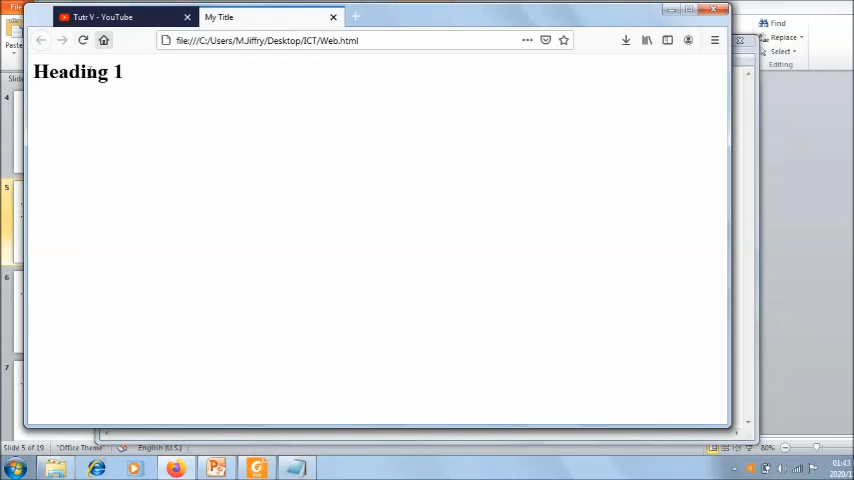 Tutr V - YouTube
My Title
Find
Paste
file:///C:/Users/M.Jiffry/Desktop/ICT/Web.html
Replace
Select
Editing
Heading 1
4
5
6
7
Slide 5 of 19
"Office Theme"
English (U.S.)
80%
01:43